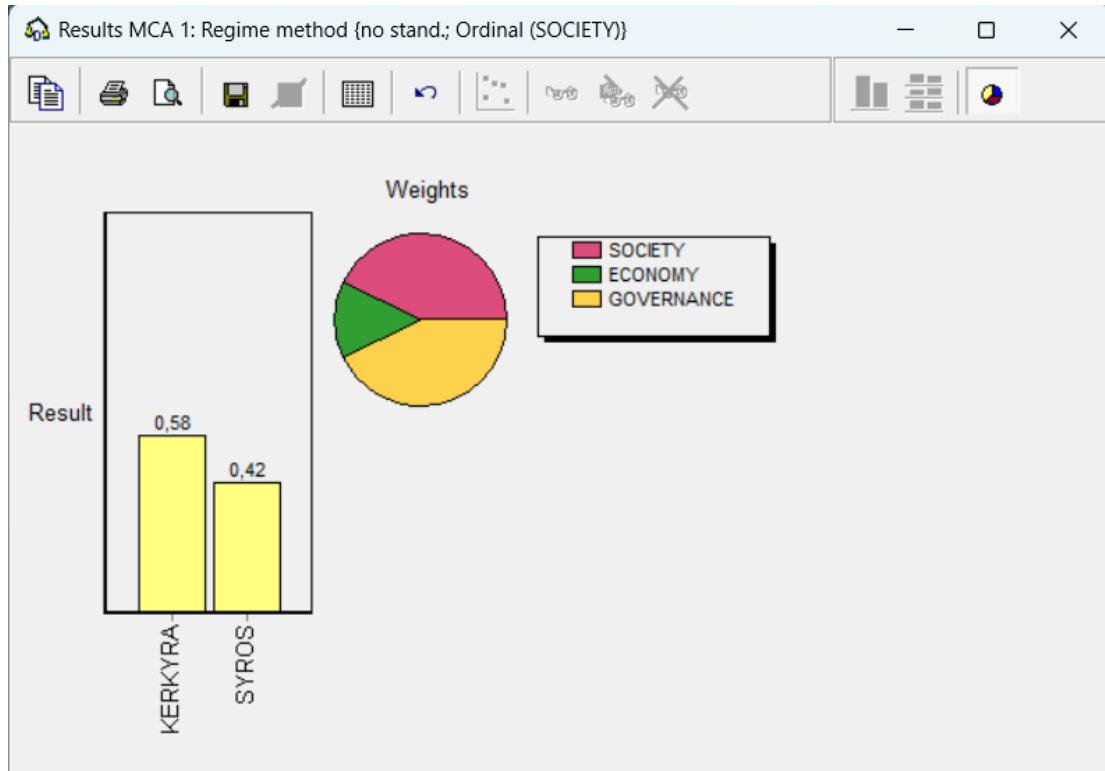 Results MCA 1: Regime method {no stand.; Ordinal (SOCIETY)}
Weights
SOCIETY
ECONOMY
GOVERNANCE
Result
0,58
0,42
KERKYRA
SYROS